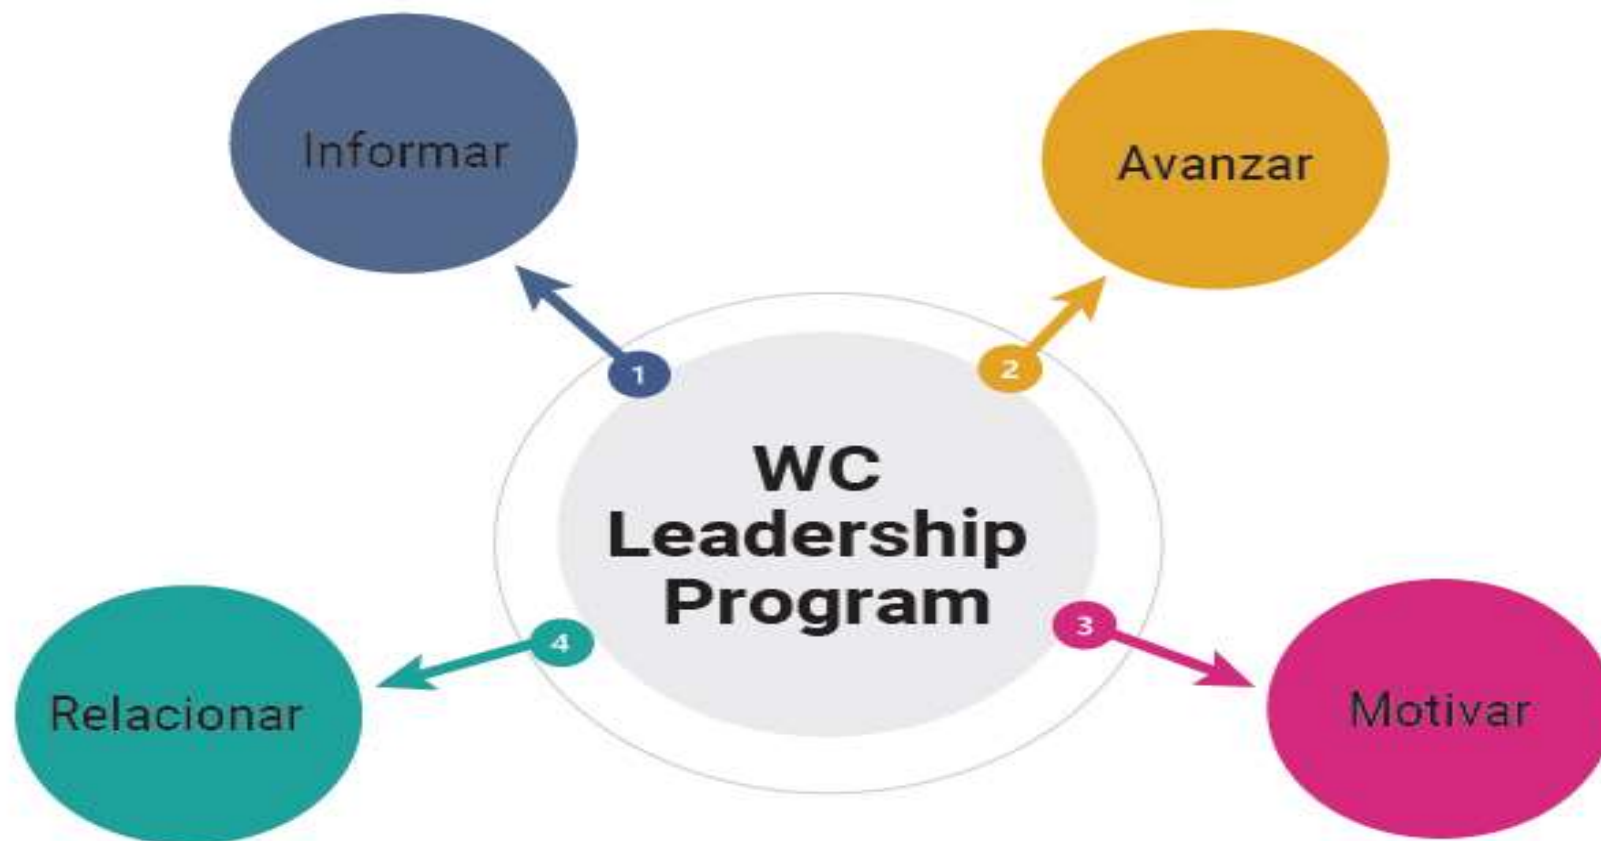 Informar
Avanzar
1
2
WC
Leadership
Program
4
3
Relacionar
Motivar